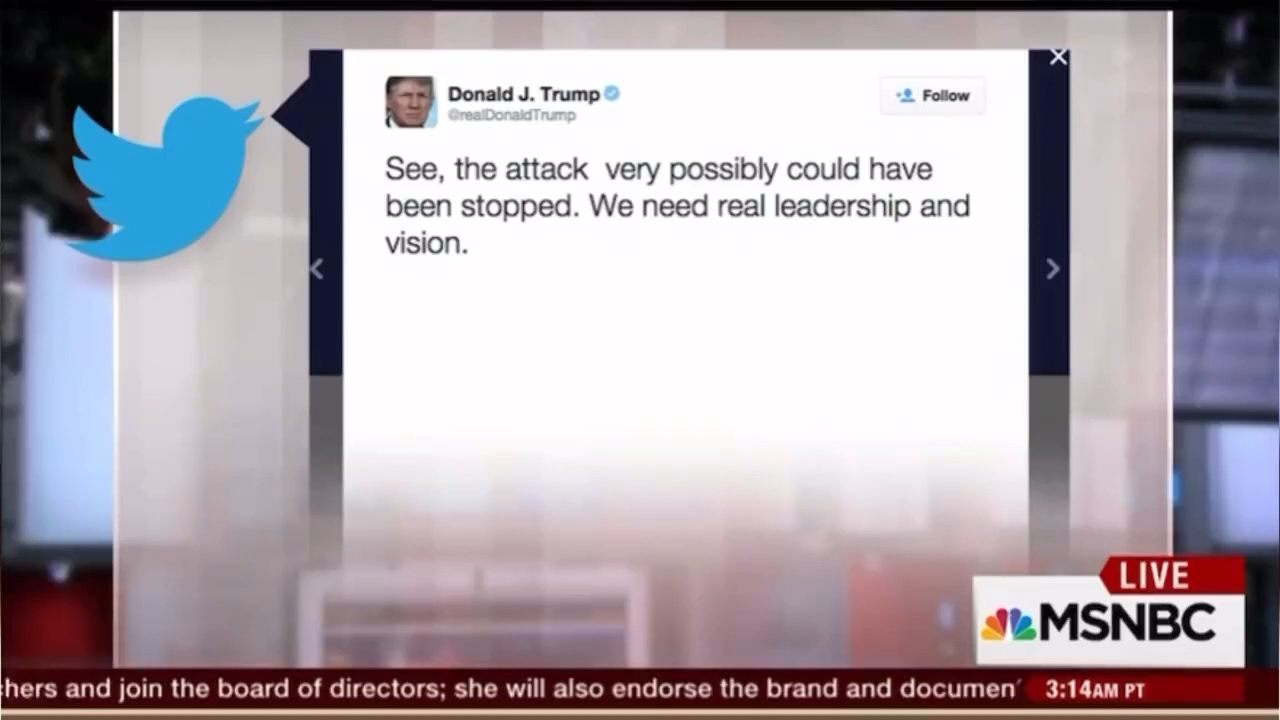 Donald J. Trump
@realDonaldTrump
Follow
See, the attack  very possibly could have
been stopped. We need real leadership and
vision.
LIVE
MSNBC
chers and join the board of directors; she will also endorse the brand and documen
3:14AM PT